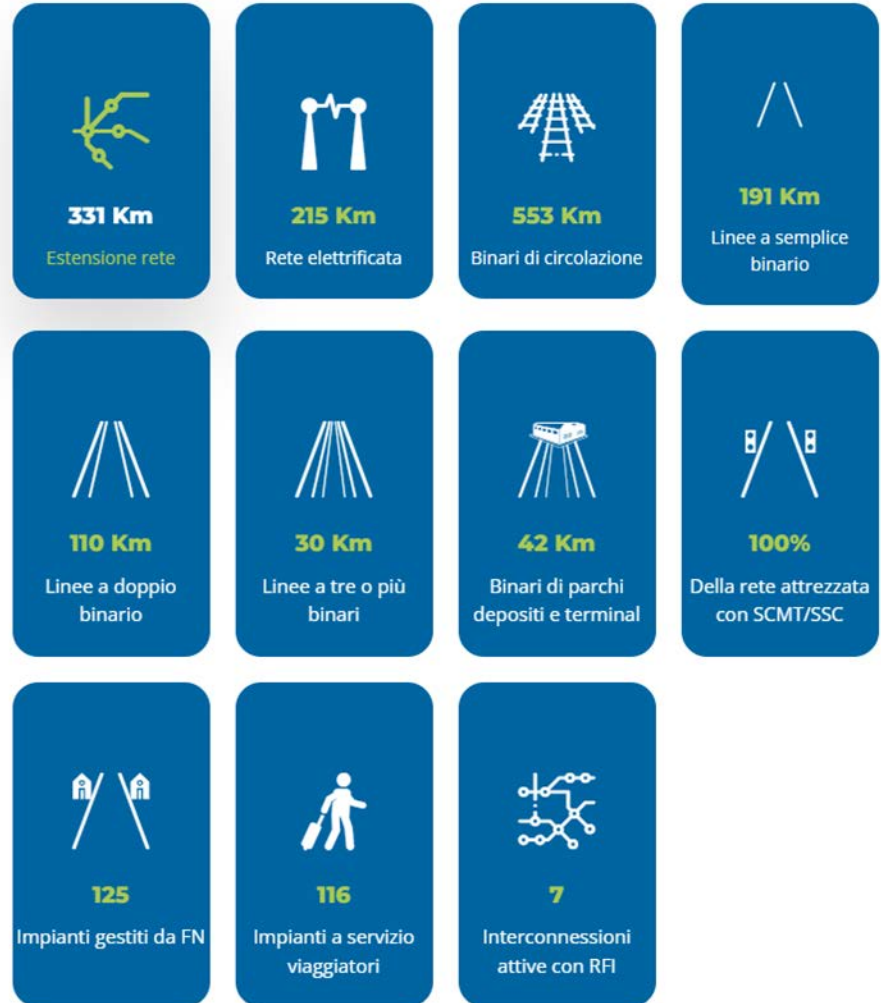 331 Km
Estensione rete
215 Km
Rete elettrificata
553 Km
Binari di circolazione
191 Km
Linee a semplice
binario
110 Km
Linee a doppio
binario
30 Km
Linee a tre o più
binari
42 Km
Binari di parchi
depositi e terminal
100%
Della rete attrezzata
con SCMT/SSC
125
Impianti gestiti da FN
116
Impianti a servizio
viaggiatori
7
Interconnessioni
attive con RFI